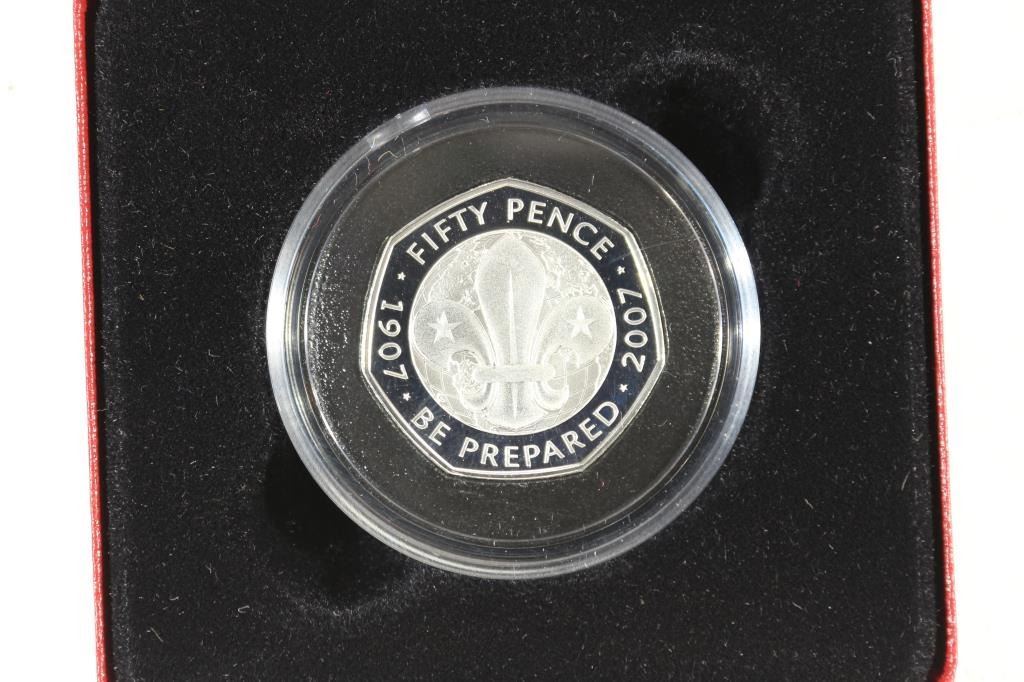 FIFTY PENCE
1907
2007
BE PREPARED